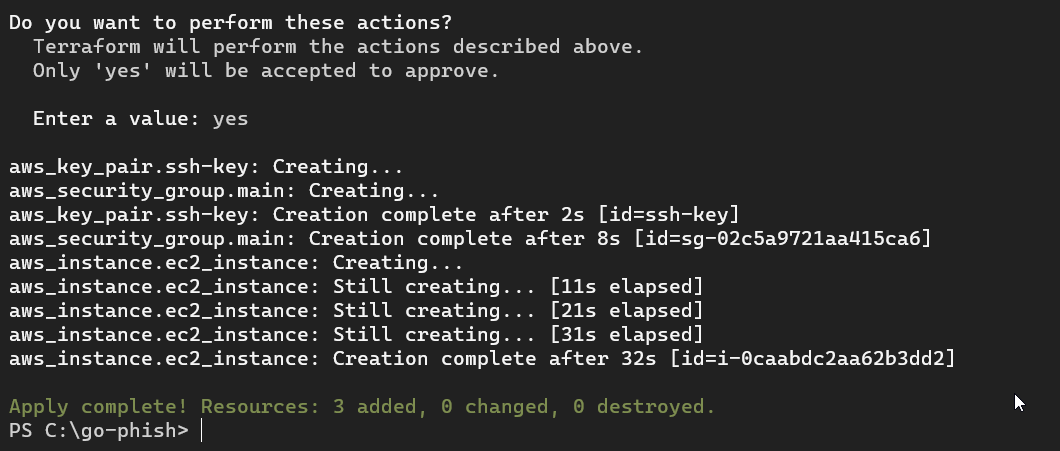 Do you want to perform these actions?
Terraform will perform the actions described above.
Only 'yes' will be accepted to approve.
Enter a value: yes
aws_key_pair.ssh-key: Creating...
aws_security_group.main: Creating...
aws_key_pair.ssh-key: Creation complete after 2s [id=ssh-key]
aws_security_group.main: Creation complete after 8s [id=sg-02c5a9721aa415ca6]
aws_instance.ec2_instance: Creating...
aws_instance.ec2_instance: Still creating... [11s elapsed]
aws_instance.ec2_instance: Still creating... [21s elapsed]
aws_instance.ec2_instance: Still creating... [31s elapsed]
aws_instance.ec2_instance: Creation complete after 32s [id=i-0caabdc2aa62b3dd2]
Apply complete! Resources: 3 added, 0 changed, 0 destroyed.
PS C:\go-phish>